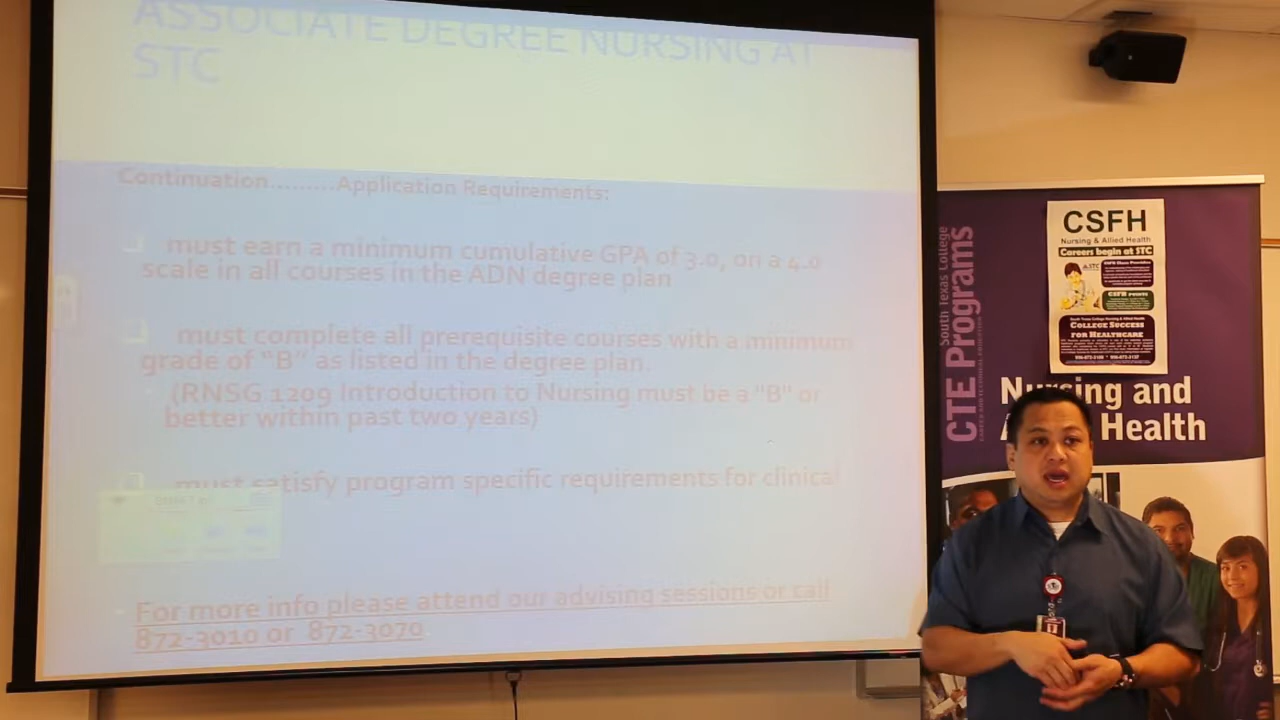 ASSOCIATE DEGREE NURSING AT
STC
Continuation.........Application Requirements:
must earn a minimum cumulative GPA of 3.0, on a 4.0
scale in all courses in the ADN degree plan
must complete all prerequisite courses with a minimum
grade of "B" as listed in the degree plan.
(RNSG 1209 Introduction to Nursing must be a "B" or
better within past two years)
must satisfy program specific requirements for clinical
For more info please attend our advising sessions or call
872-3010 or 872-3070
South Texas College
CTE Programs
CSFH
Nursing & Allied Health
Careers begin at STC
COLLEGE SUCCESS
FOR HEALTHCARE
Nursing and
Health